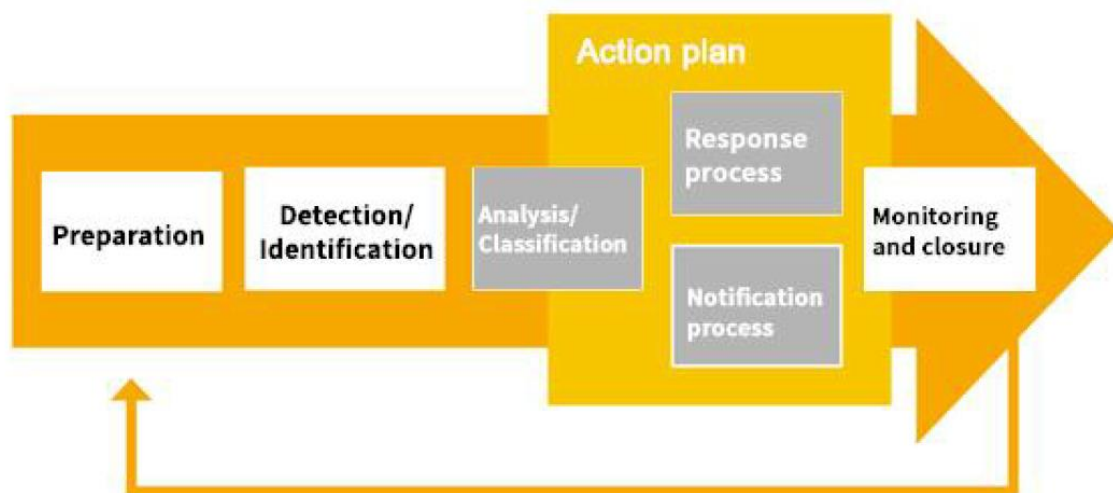 Action plan
Preparation
Detection/
Identification
Analysis/
Classification
Response
process
Notification
process
Monitoring
and closure